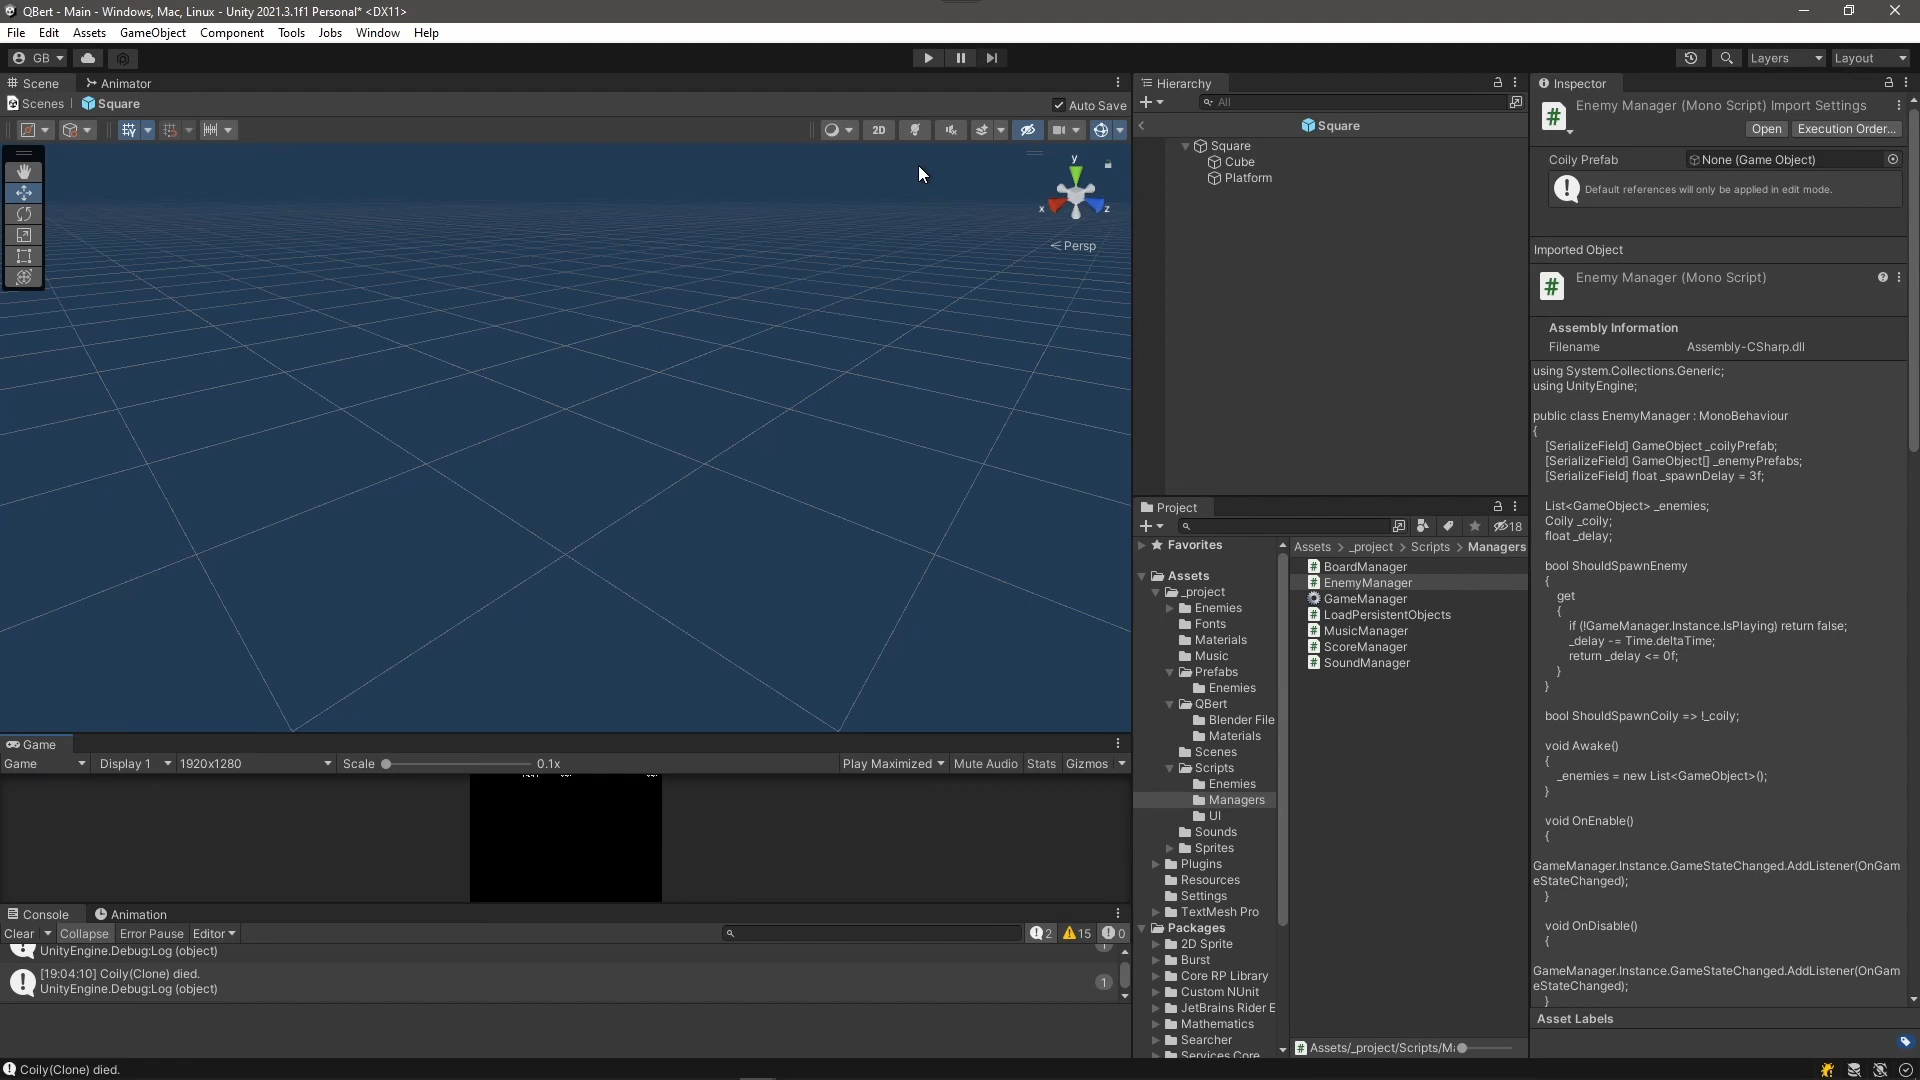 QBert - Main - Windows, Mac, Linux - Unity 2021.3.1f1 Personal* <DX11>
File Edit Assets GameObject Component Tools Jobs Window Help
GB
Layers Layout
Scene Animator
Scenes | Square
Auto Save
2D
y
x z
Persp
Game
Game Display 1 1920x1280 Scale 0.1x Play Maximized Mute Audio Stats Gizmos
Console Animation
Clear Collapse Error Pause Editor 2 15 0
UnityEngine.Debug:Log (object)
[19:04:10] Coily(Clone) died.
UnityEngine.Debug:Log (object)
1
Coily(Clone) died.
Hierarchy
All
Square
Square
Cube
Platform
Project
18
Favorites
Assets
_project
Enemies
Fonts
Materials
Music
Prefabs
Enemies
QBert
Blender File
Materials
Scenes
Scripts
Enemies
Managers
UI
Sounds
Sprites
Plugins
Resources
Settings
TextMesh Pro
Packages
2D Sprite
Burst
Core RP Library
Custom NUnit
JetBrains Rider E
Mathematics
Searcher
Services Core
Assets > _project > Scripts > Managers
BoardManager
EnemyManager
GameManager
LoadPersistentObjects
MusicManager
ScoreManager
SoundManager
Assets/_project/Scripts/Ma
Inspector
Enemy Manager (Mono Script) Import Settings
Open Execution Order...
Coily Prefab None (Game Object)
Default references will only be applied in edit mode.
Imported Object
Enemy Manager (Mono Script)
Assembly Information
Filename Assembly-CSharp.dll
using System.Collections.Generic;
using UnityEngine;
public class EnemyManager : MonoBehaviour
{
[SerializeField] GameObject _coilyPrefab;
[SerializeField] GameObject[] _enemyPrefabs;
[SerializeField] float _spawnDelay = 3f;
List<GameObject> _enemies;
Coily _coily;
float _delay;
bool ShouldSpawnEnemy
{
get
{
if (!GameManager.Instance.IsPlaying) return false;
_delay -= Time.deltaTime;
return _delay <= 0f;
}
}
bool ShouldSpawnCoily => !_coily;
void Awake()
{
_enemies = new List<GameObject>();
}
void OnEnable()
{
GameManager.Instance.GameStateChanged.AddListener(OnGam
eStateChanged);
}
void OnDisable()
{
GameManager.Instance.GameStateChanged.AddListener(OnGam
eStateChanged);
}
Asset Labels